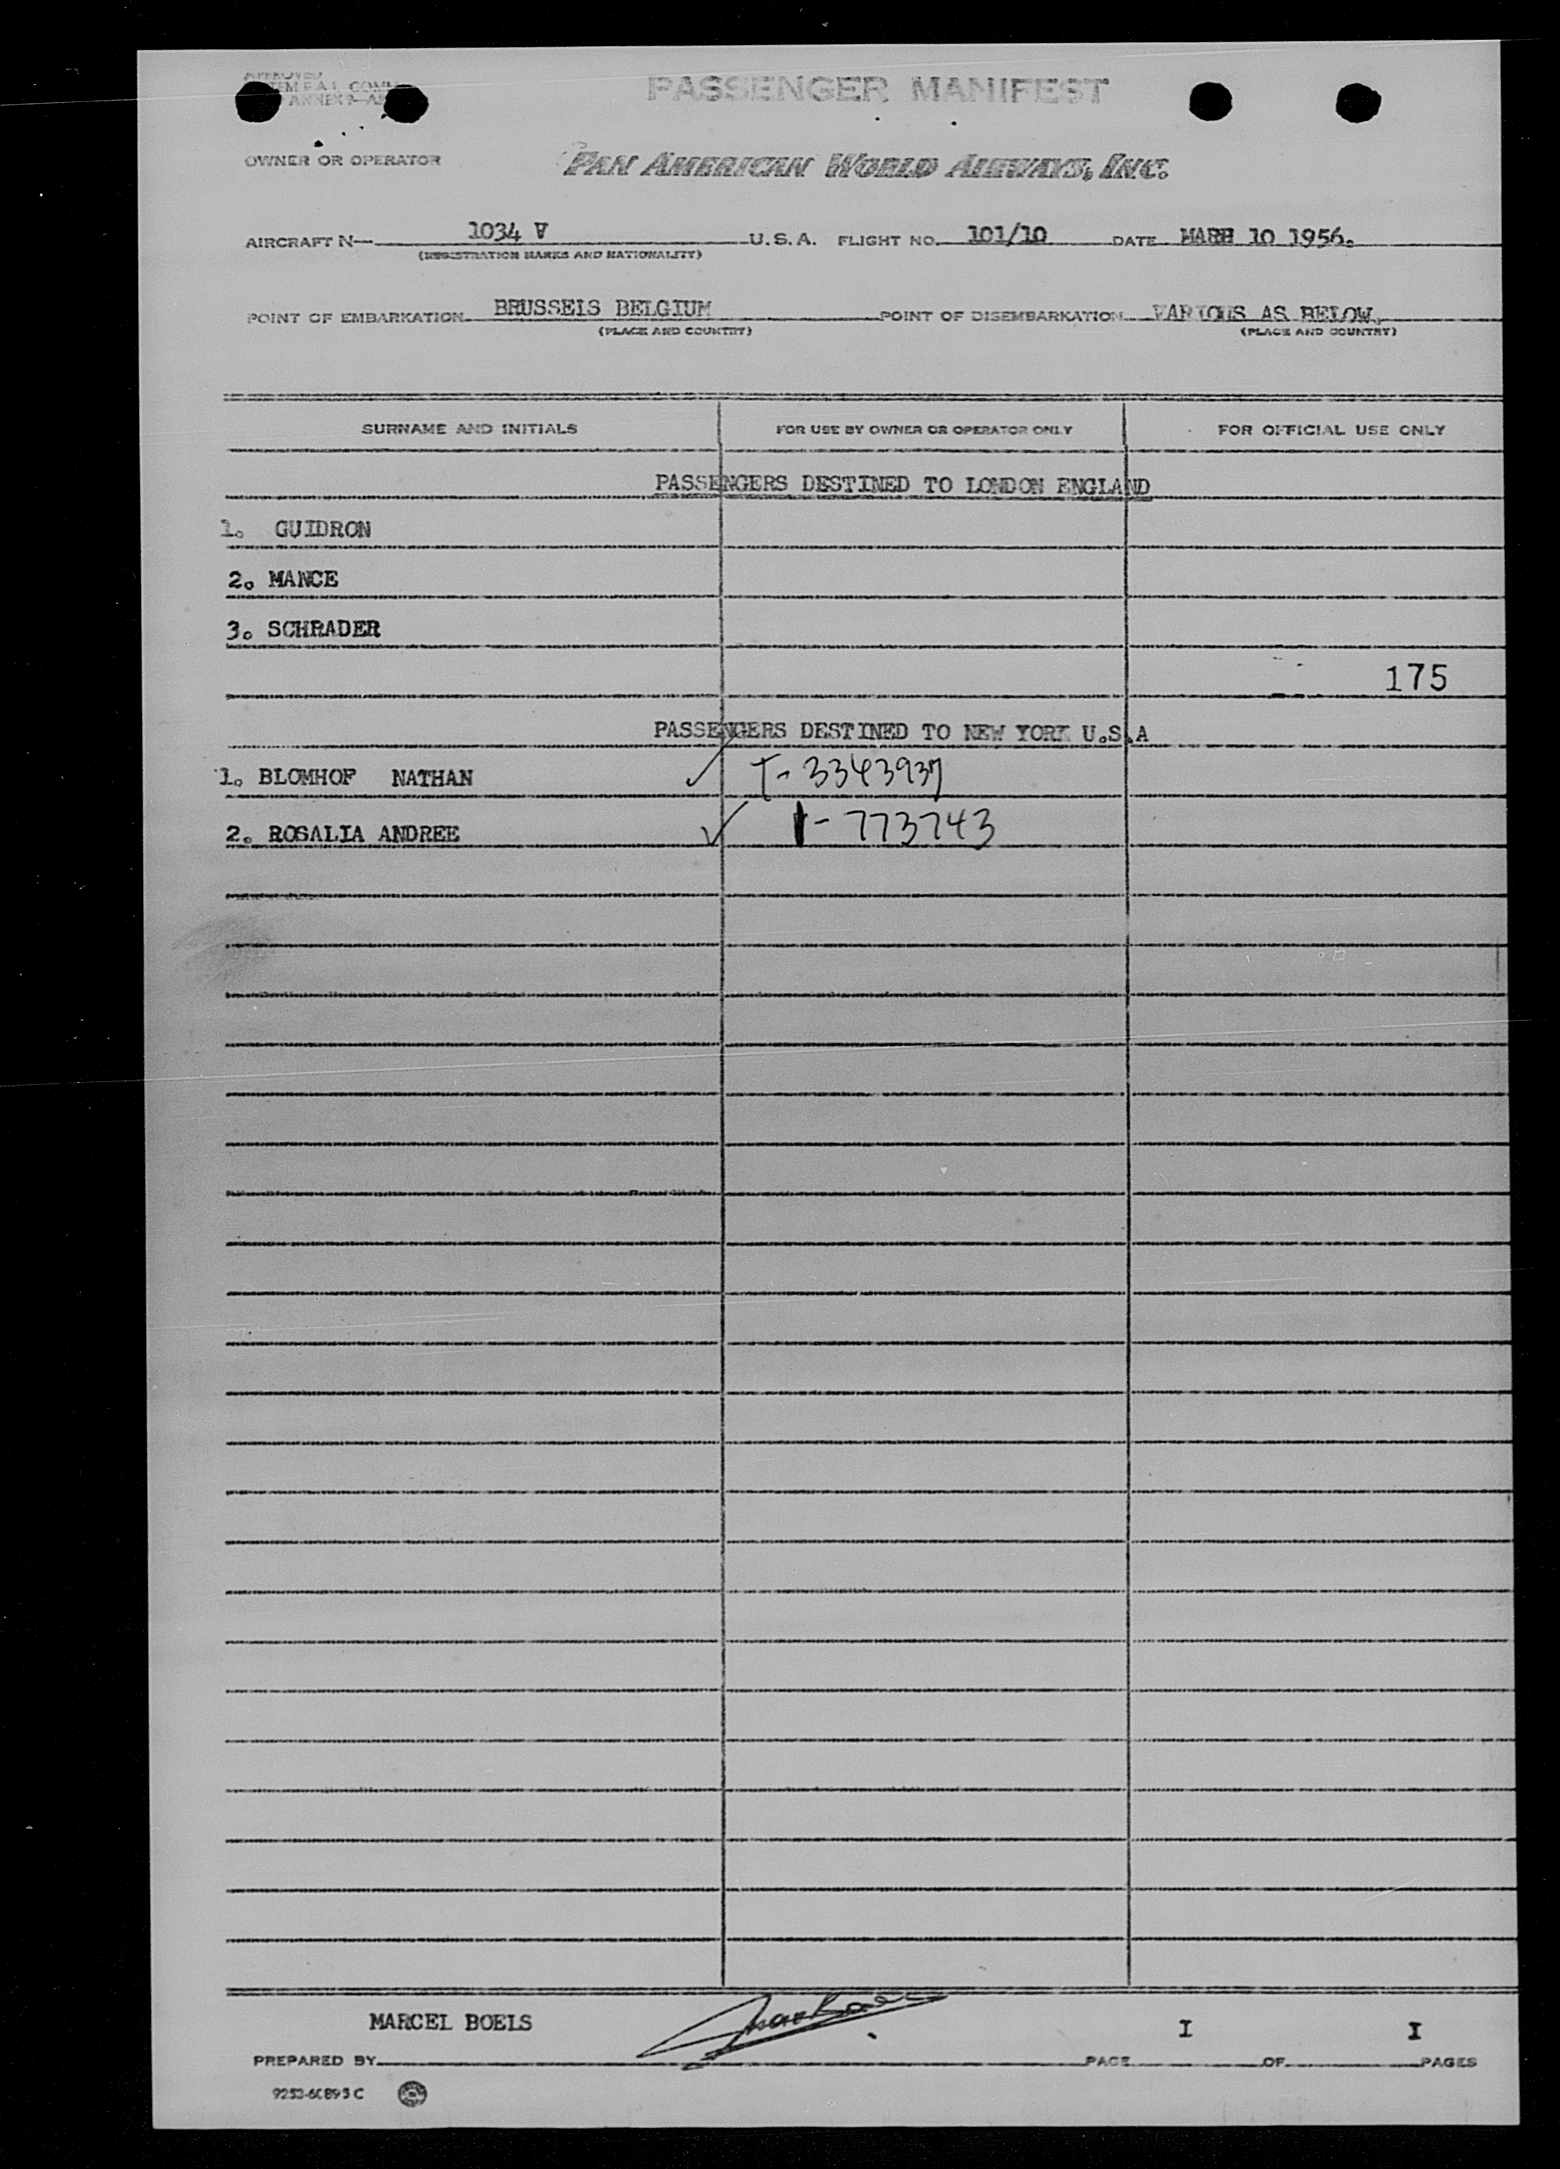 APPROVED
PASSENGER MANIFEST
OWNER OR OPERATOR PAN AMERICAN WORLD AIRWAYS, INC.
AIRCRAFT N— 1034 V U.S.A. FLIGHT NO. 101/10 DATE MARH 10 1956.
(REGISTRATION MARKS AND NATIONALITY)
POINT OF EMBARKATION BRUSSELS BELGIUM POINT OF DISEMBARKATION VARIOUS AS BELOW.
(PLACE AND COUNTRY) (PLACE AND COUNTRY)
SURNAME AND INITIALS FOR USE BY OWNER OR OPERATOR ONLY FOR OFFICIAL USE ONLY
PASSENGERS DESTINED TO LONDON ENGLAND
1. GUIDRON
2. MANCE
3. SCHRADER
175
PASSENGERS DESTINED TO NEW YORK U.S.A
1. BLOMHOF NATHAN ✓ T- 3343937
2. ROSALIA ANDREE ✓ - 773743
MARCEL BOELS I I
PREPARED BY PAGE OF PAGES